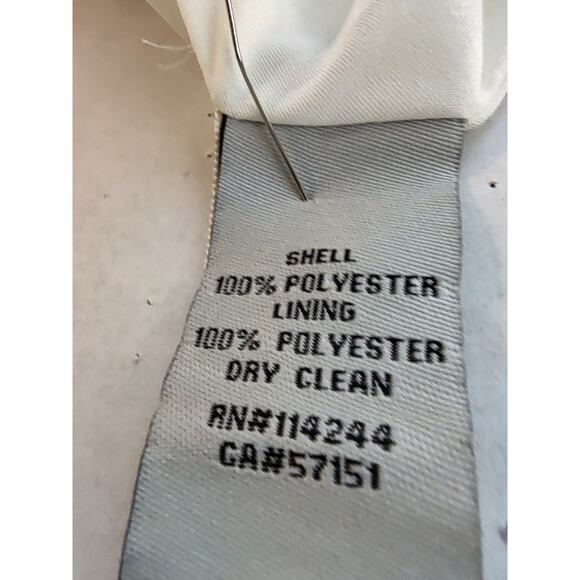 SHELL
100% POLYESTER
LINING
100% POLYESTER
DRY CLEAN
RN#114244
CA#57151